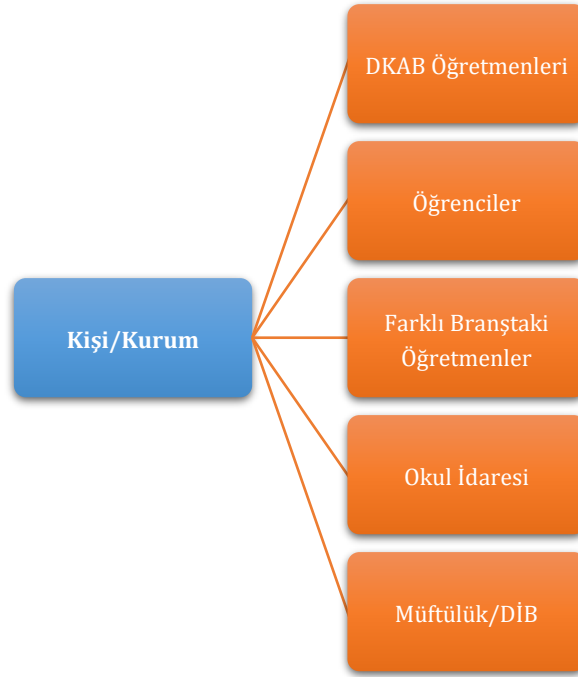 DKAB Öğretmenleri
Öğrenciler
Kişi/Kurum
Farklı Branştaki
Öğretmenler
Okul İdaresi
Müftülük/DİB